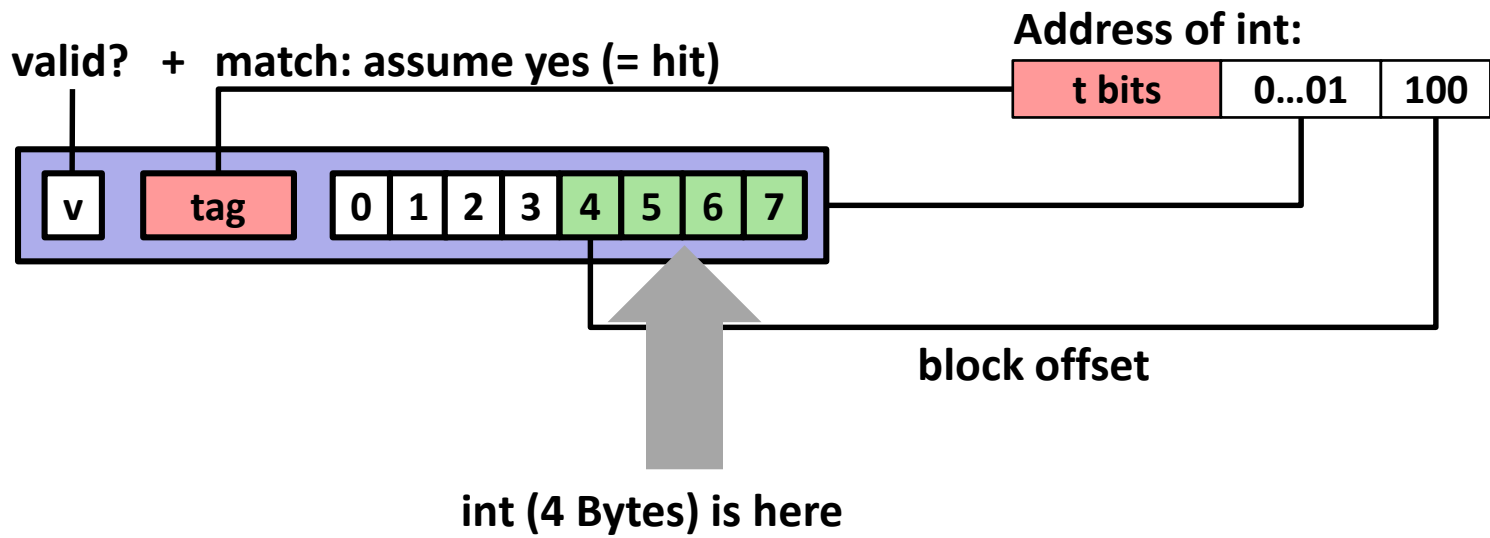 Address of int:
valid? + match: assume yes (= hit)
t bits 0...01 100
v tag 0 1 2 3 4 5 6 7
block offset
int (4 Bytes) is here